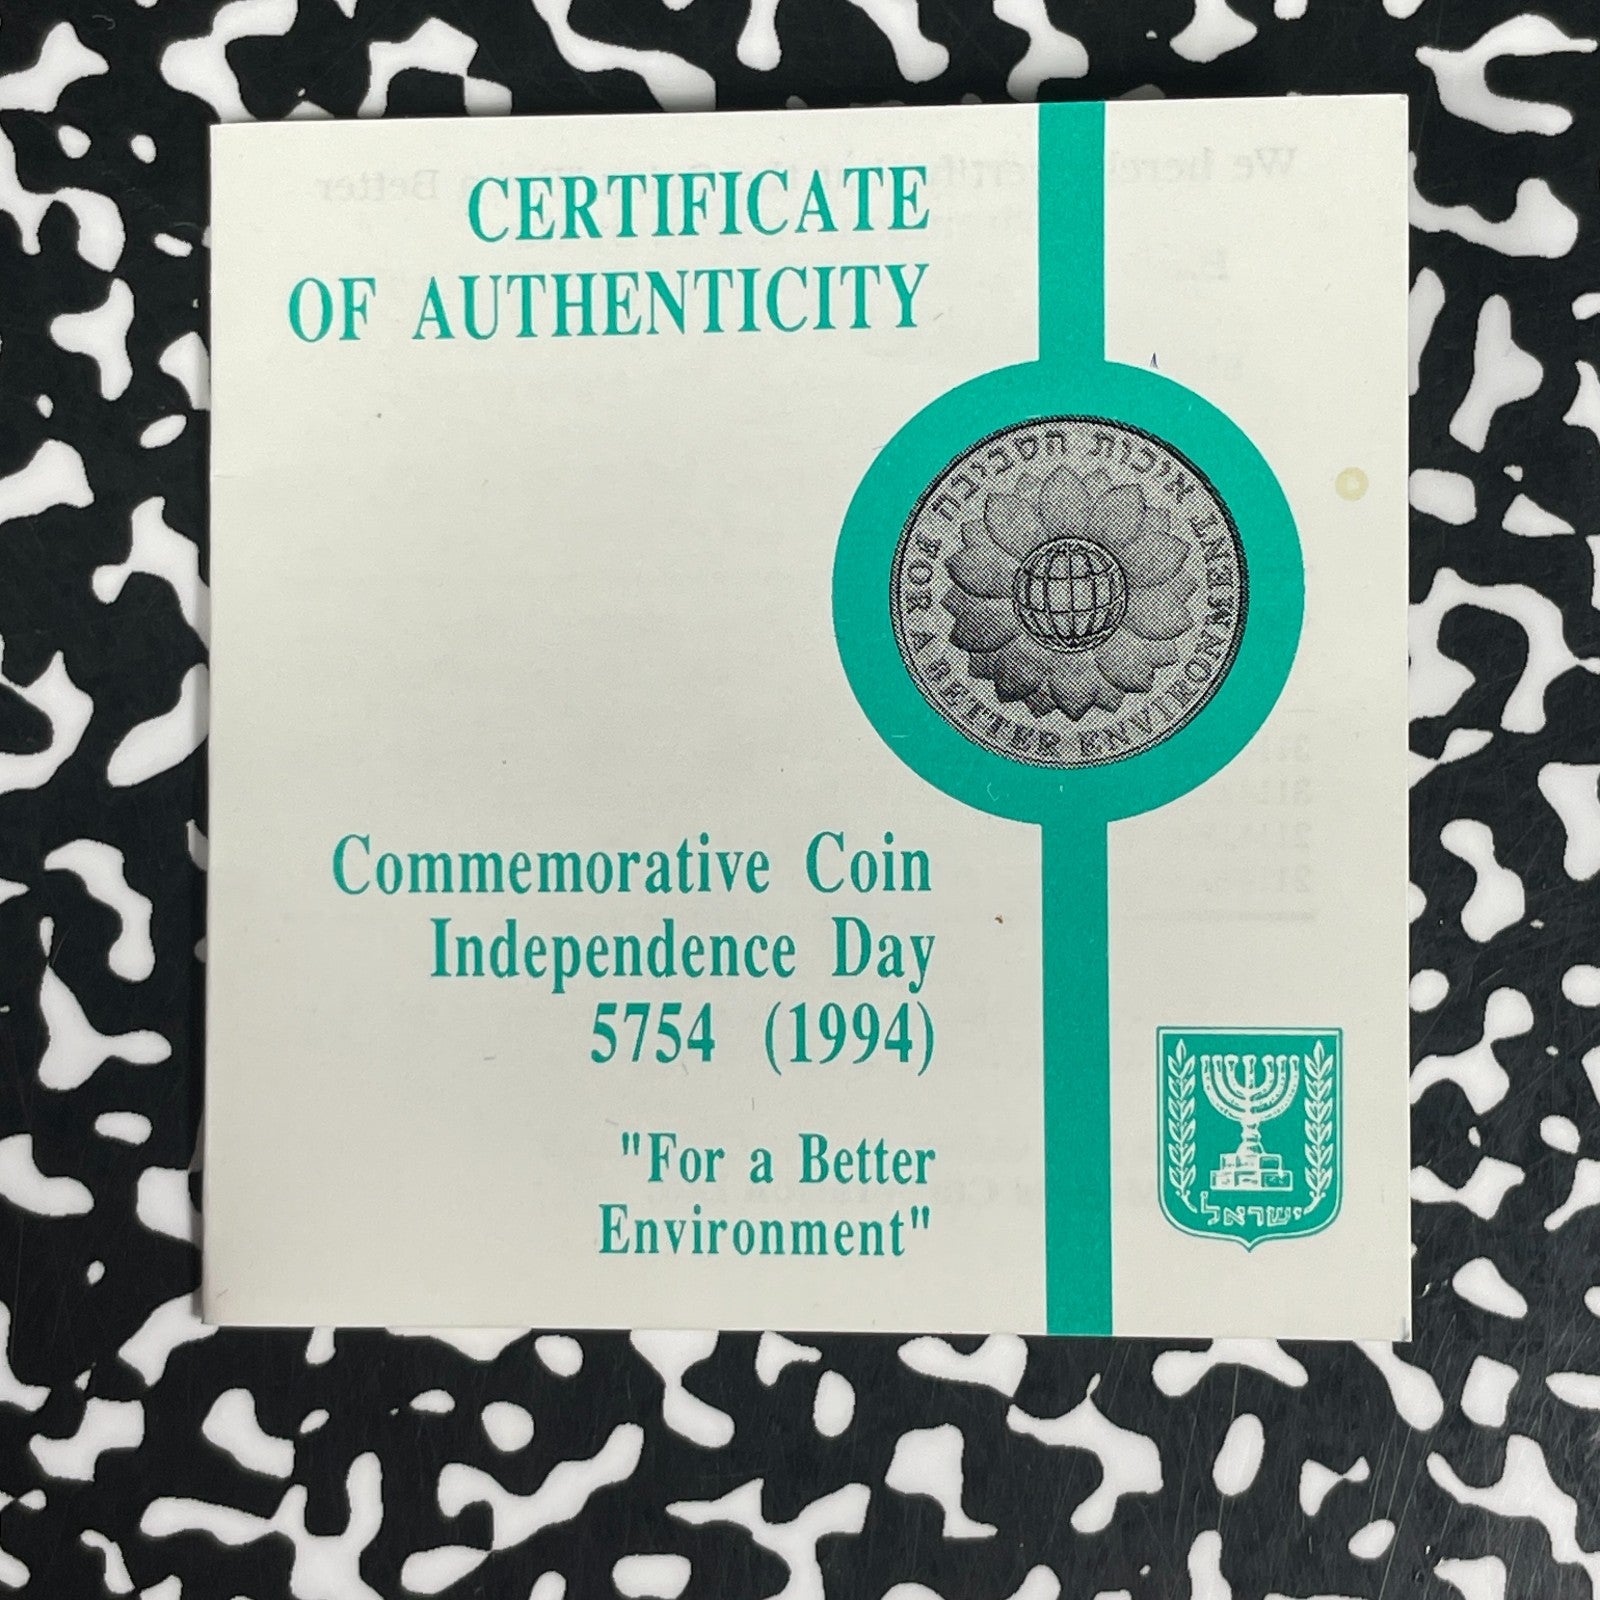 CERTIFICATE
OF AUTHENTICITY
איכות הסביבה
FOR A BETTER ENVIRONMENT
Commemorative Coin
Independence Day
5754 (1994)
"For a Better
Environment"
ישראל